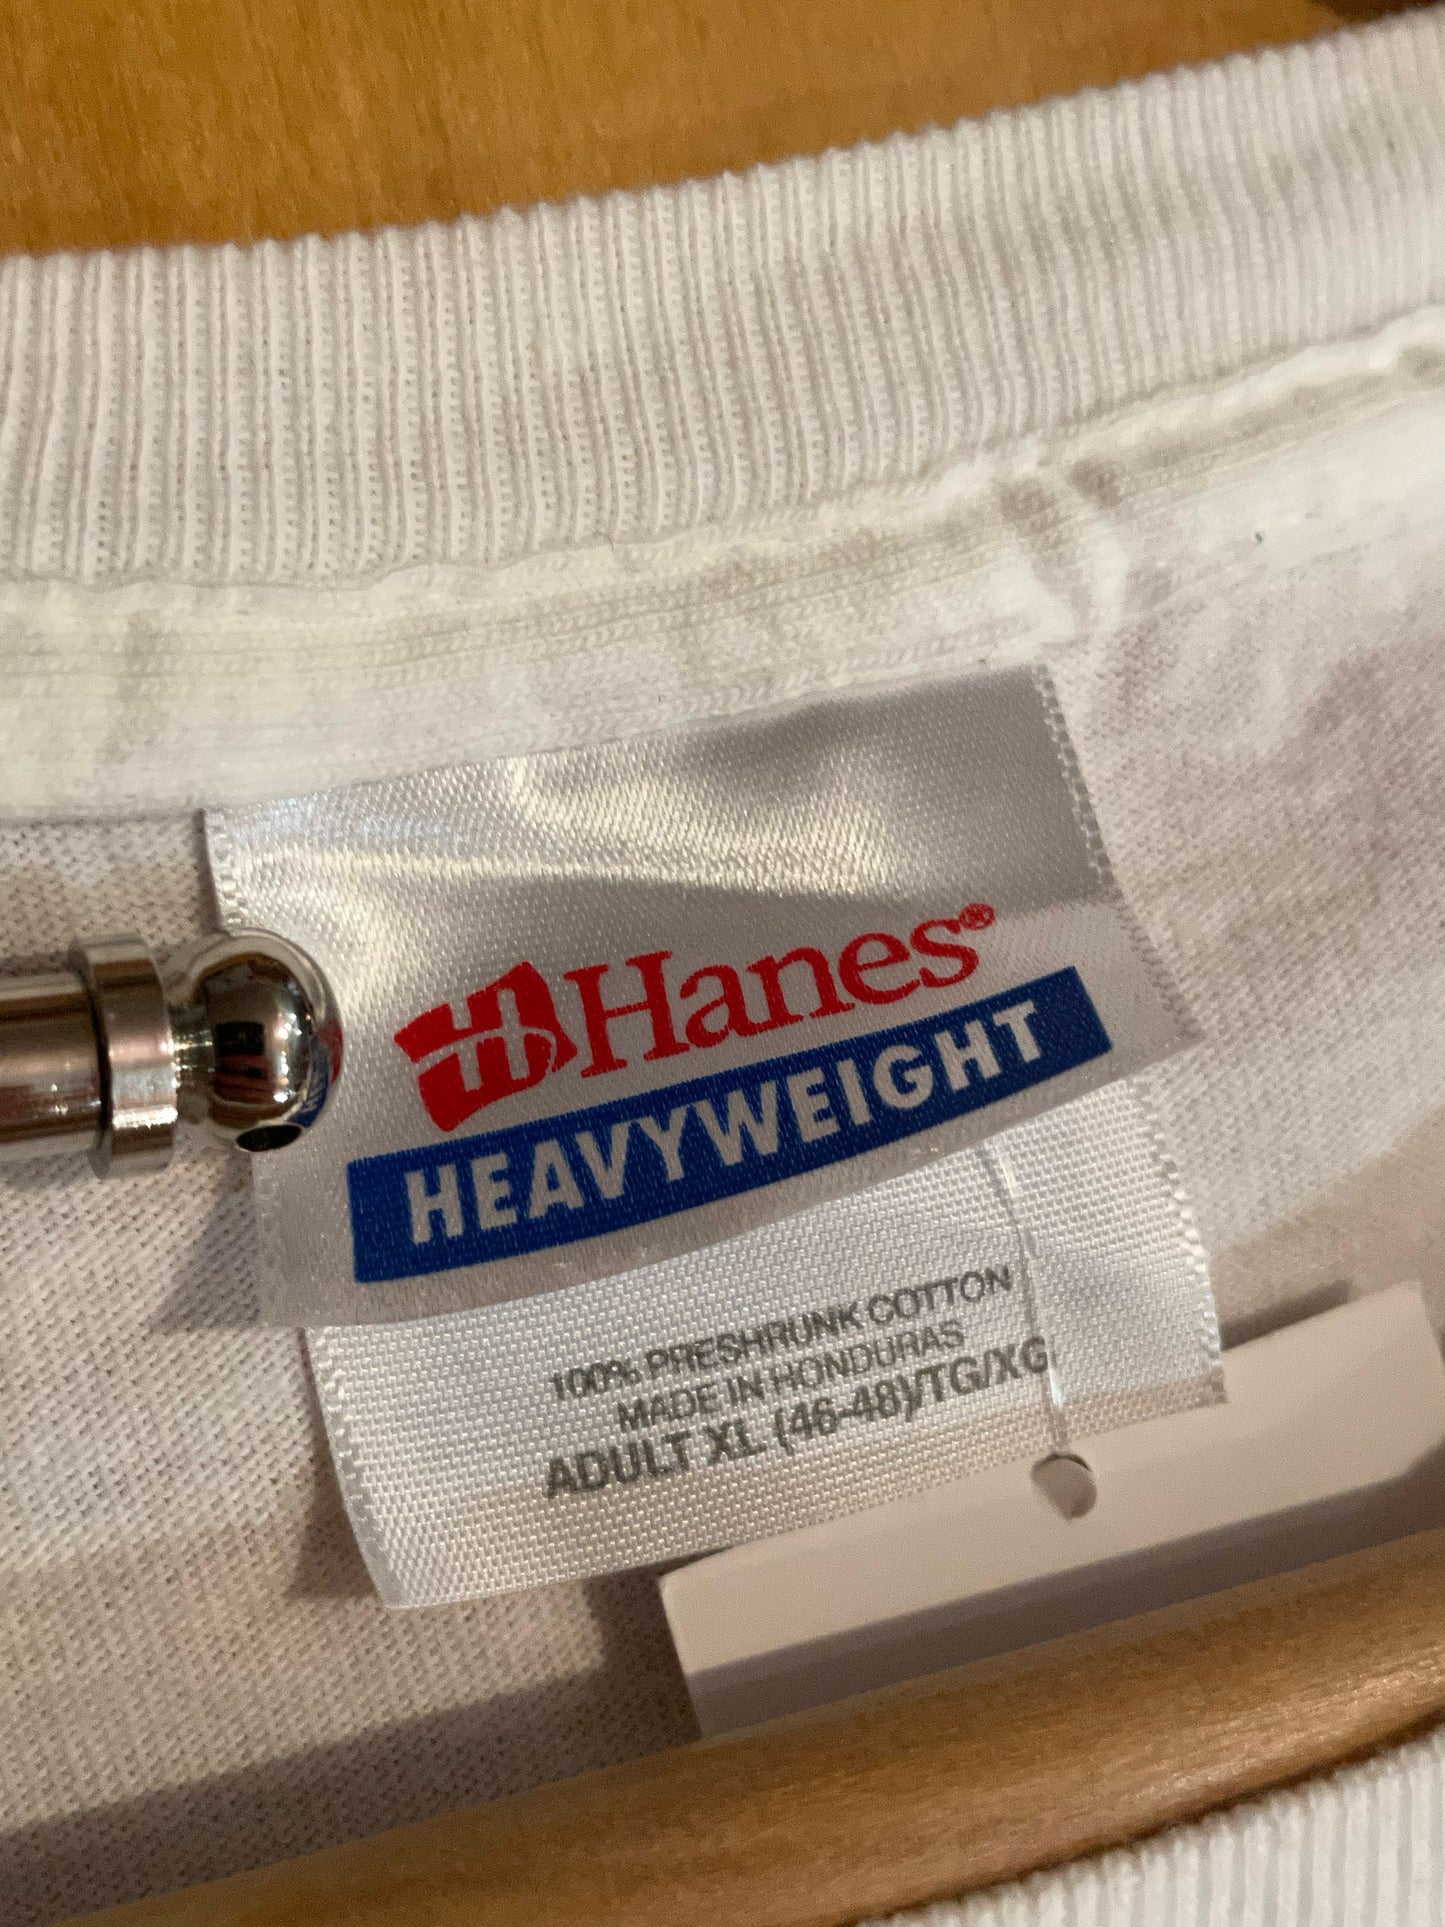 Hanes®
HEAVYWEIGHT
100% PRESHRUNK COTTON
MADE IN HONDURAS
ADULT XL (46-48)/TG/XG